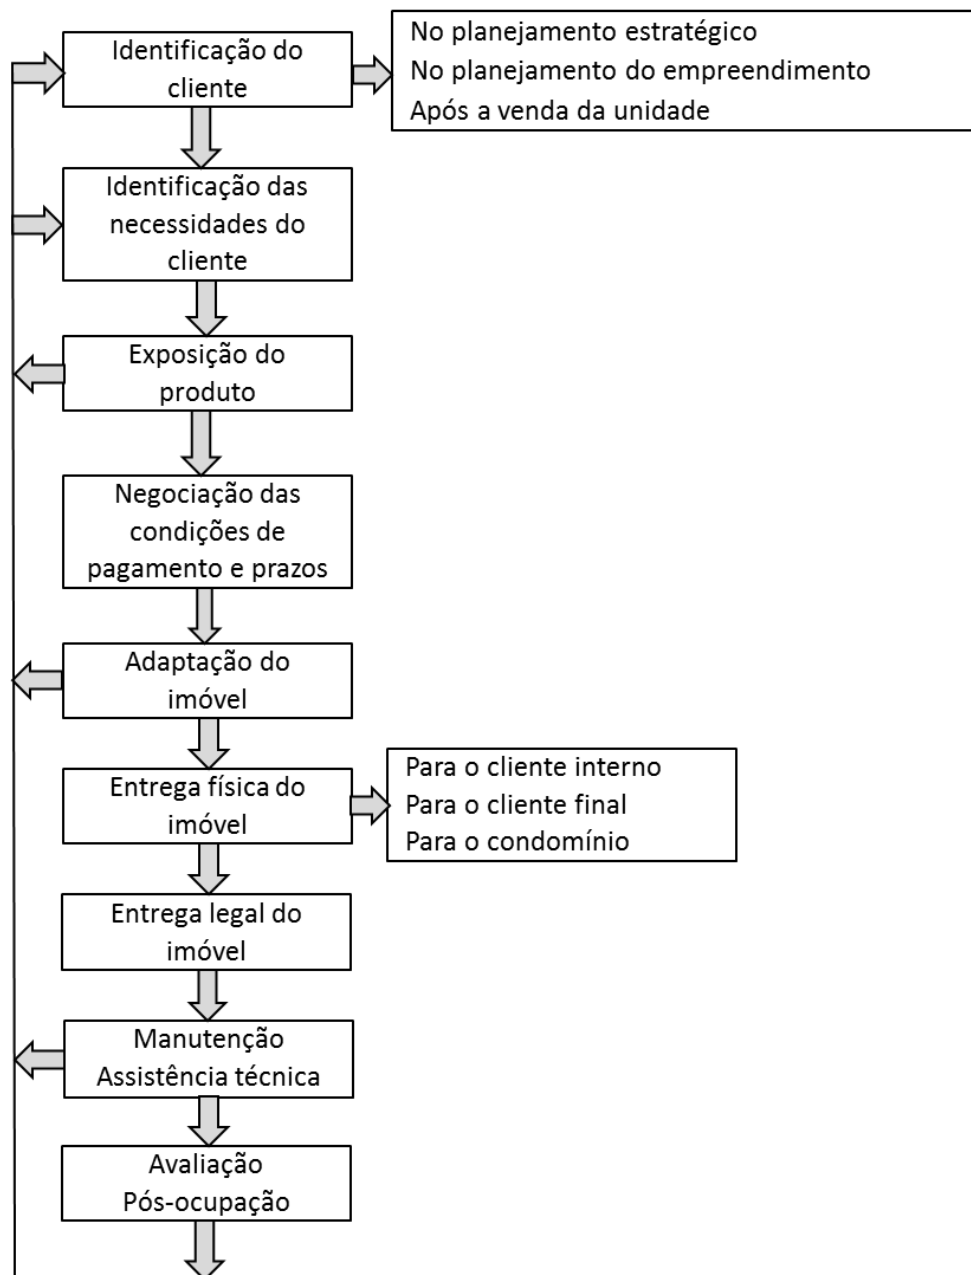 Identificação do
cliente
No planejamento estratégico
No planejamento do empreendimento
Após a venda da unidade
Identificação das
necessidades do
cliente
Exposição do
produto
Negociação das
condições de
pagamento e prazos
Adaptação do
imóvel
Entrega física do
imóvel
Para o cliente interno
Para o cliente final
Para o condomínio
Entrega legal do
imóvel
Manutenção
Assistência técnica
Avaliação
Pós-ocupação